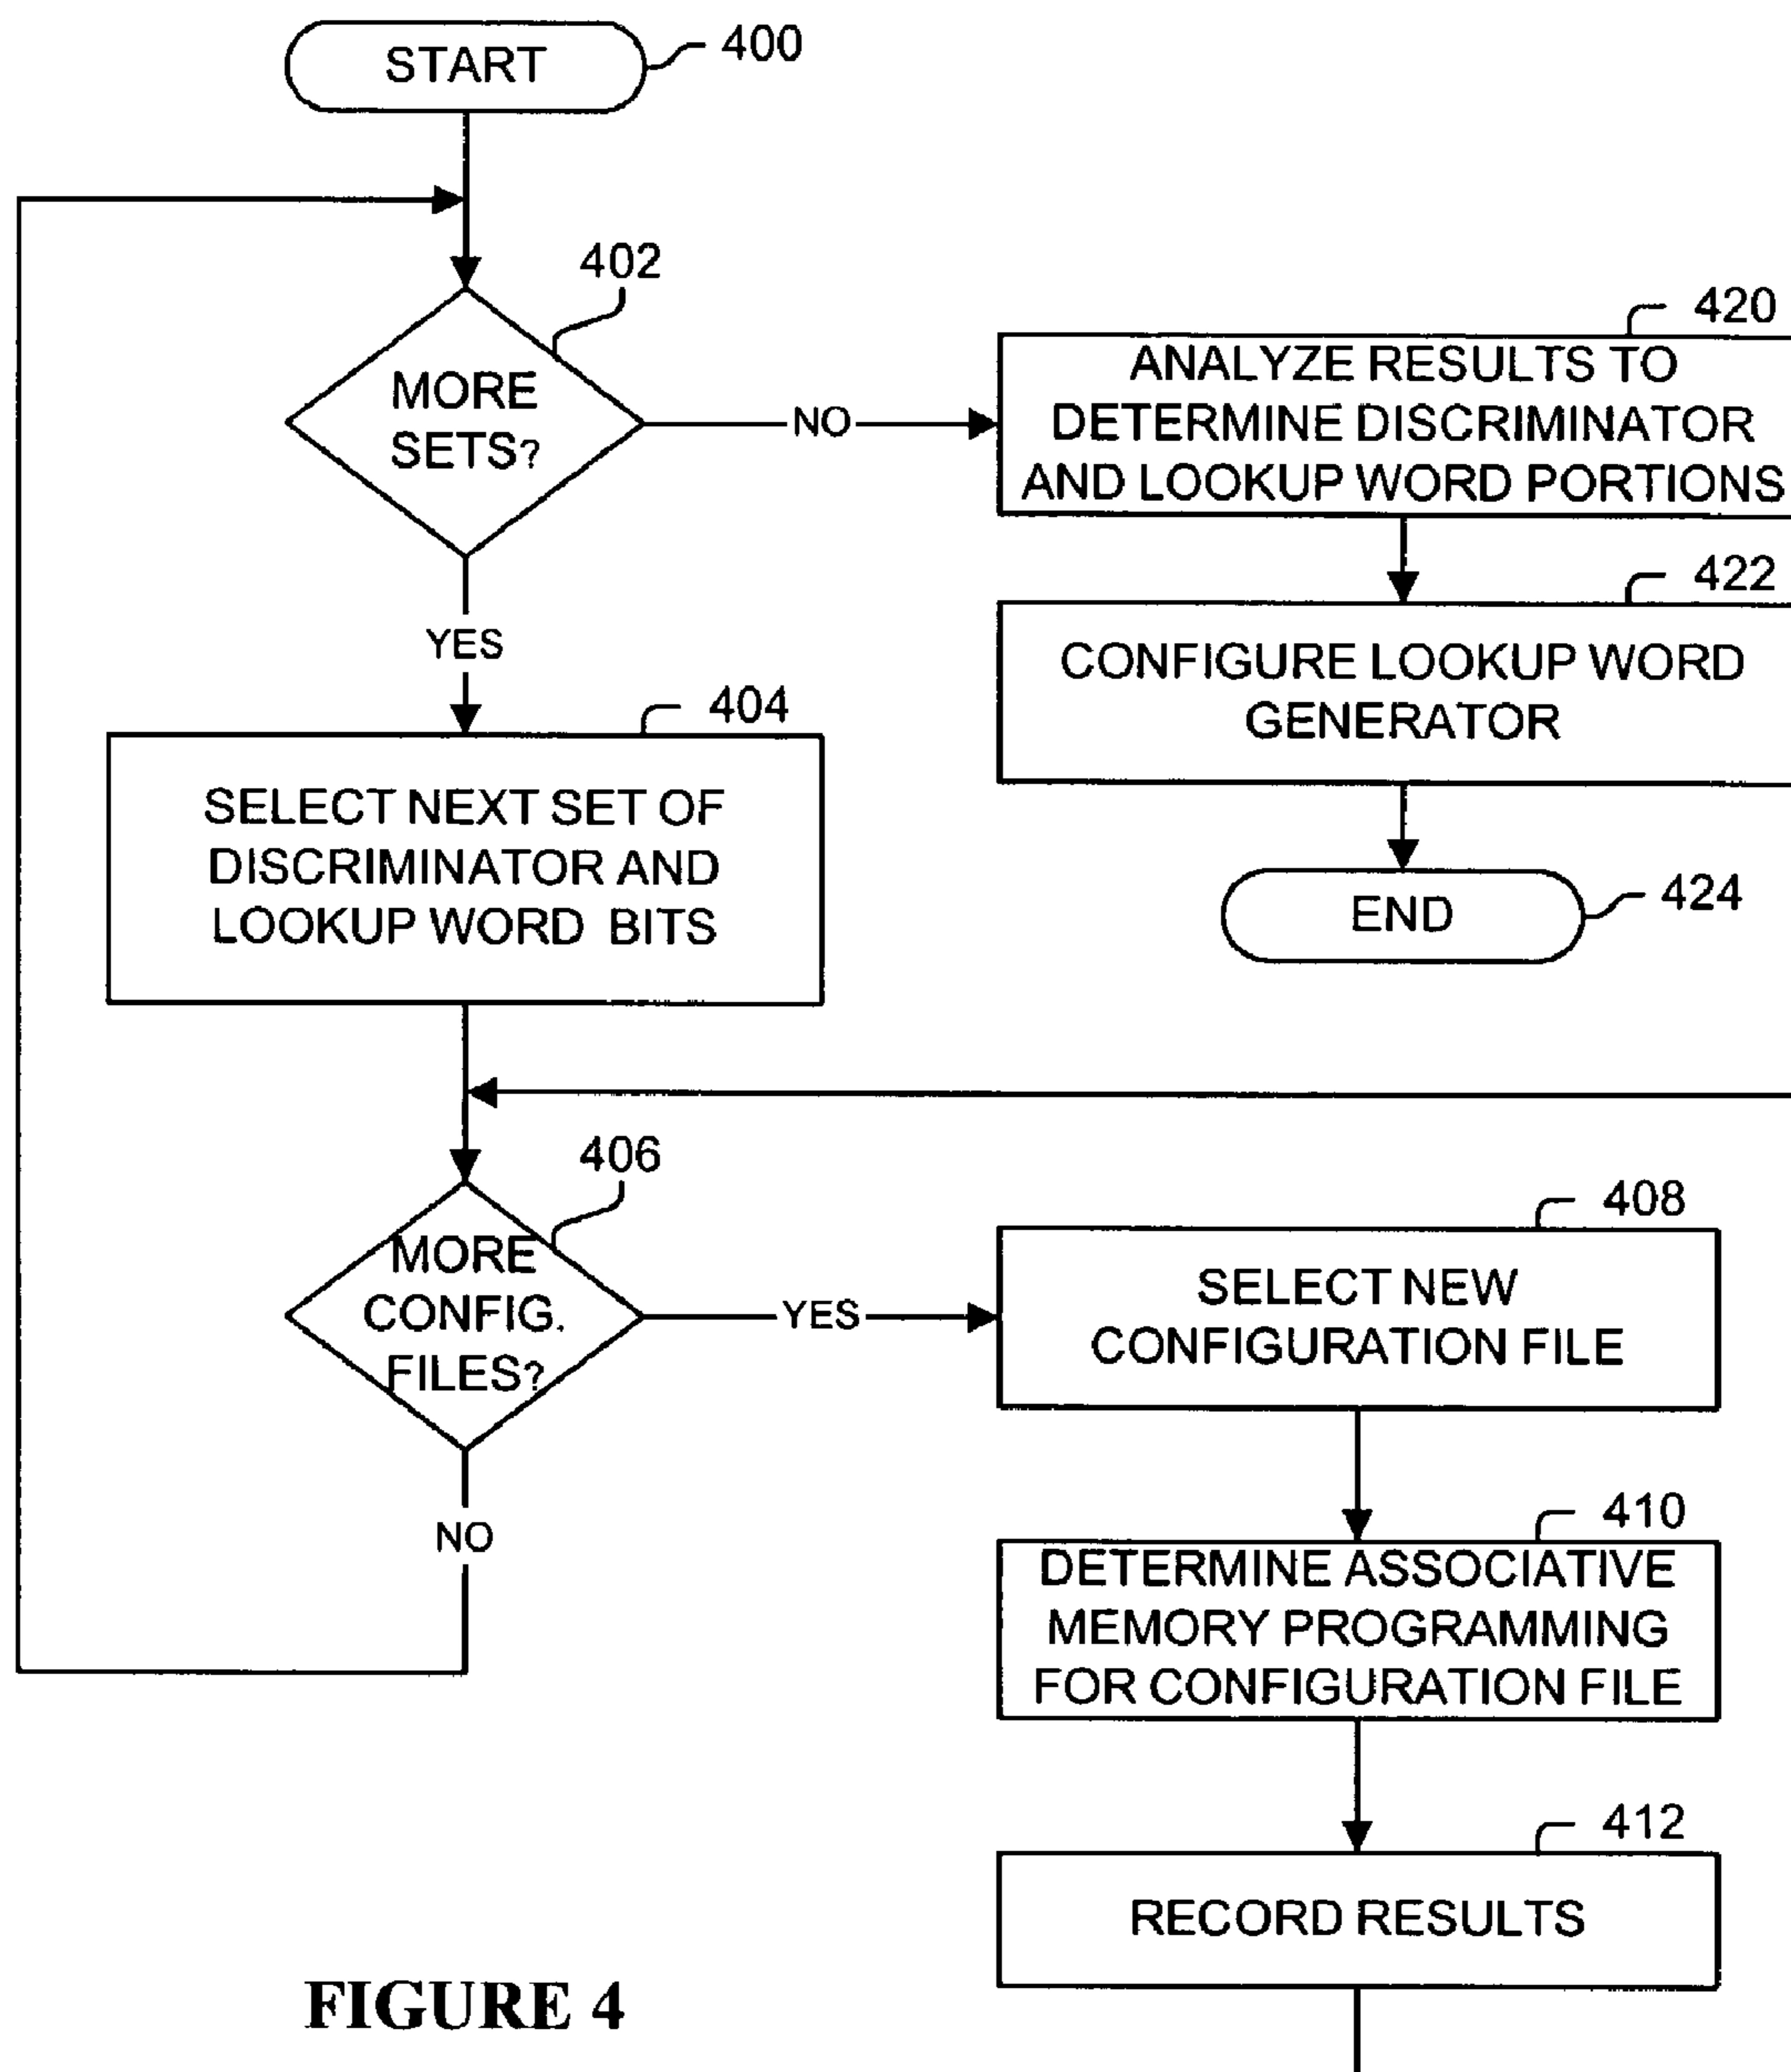 START
400
402
MORE
SETS?
NO
420
ANALYZE RESULTS TO
DETERMINE DISCRIMINATOR
AND LOOKUP WORD PORTIONS
422
CONFIGURE LOOKUP WORD
GENERATOR
END
424
YES
404
SELECT NEXT SET OF
DISCRIMINATOR AND
LOOKUP WORD BITS
406
MORE
CONFIG.
FILES?
YES
408
SELECT NEW
CONFIGURATION FILE
410
DETERMINE ASSOCIATIVE
MEMORY PROGRAMMING
FOR CONFIGURATION FILE
412
RECORD RESULTS
NO
FIGURE 4